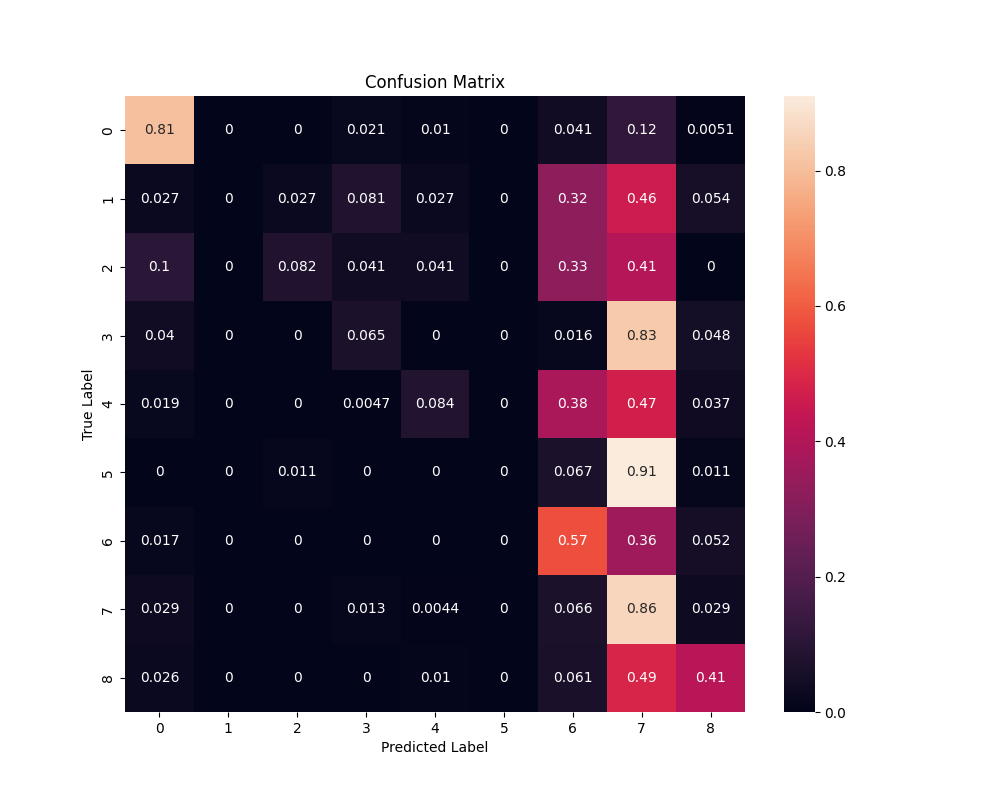 Confusion Matrix
0 0.81 0 0 0.021 0.01 0 0.041 0.12 0.0051
1 0.027 0 0.027 0.081 0.027 0 0.32 0.46 0.054
2 0.1 0 0.082 0.041 0.041 0 0.33 0.41 0
3 0.04 0 0 0.065 0 0 0.016 0.83 0.048
4 0.019 0 0 0.0047 0.084 0 0.38 0.47 0.037
5 0 0 0.011 0 0 0 0.067 0.91 0.011
6 0.017 0 0 0 0 0 0.57 0.36 0.052
7 0.029 0 0 0.013 0.0044 0 0.066 0.86 0.029
8 0.026 0 0 0 0.01 0 0.061 0.49 0.41
0 1 2 3 4 5 6 7 8
Predicted Label
True Label
0.8
0.6
0.4
0.2
0.0